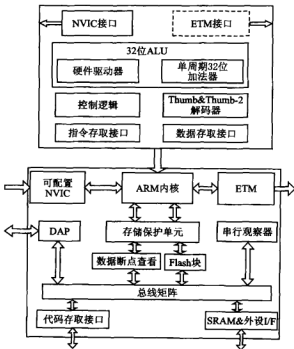 NVIC接口
ETM接口
32位ALU
硬件驱动器
单周期32位
加法器
控制逻辑
Thumb&Thumb-2
解码器
指令存取接口
数据存取接口
可配置
NVIC
ARM内核
ETM
DAP
存储保护单元
串行观察器
数据断点查看
Flash块
总线矩阵
代码存取接口
SRAM&外设I/F